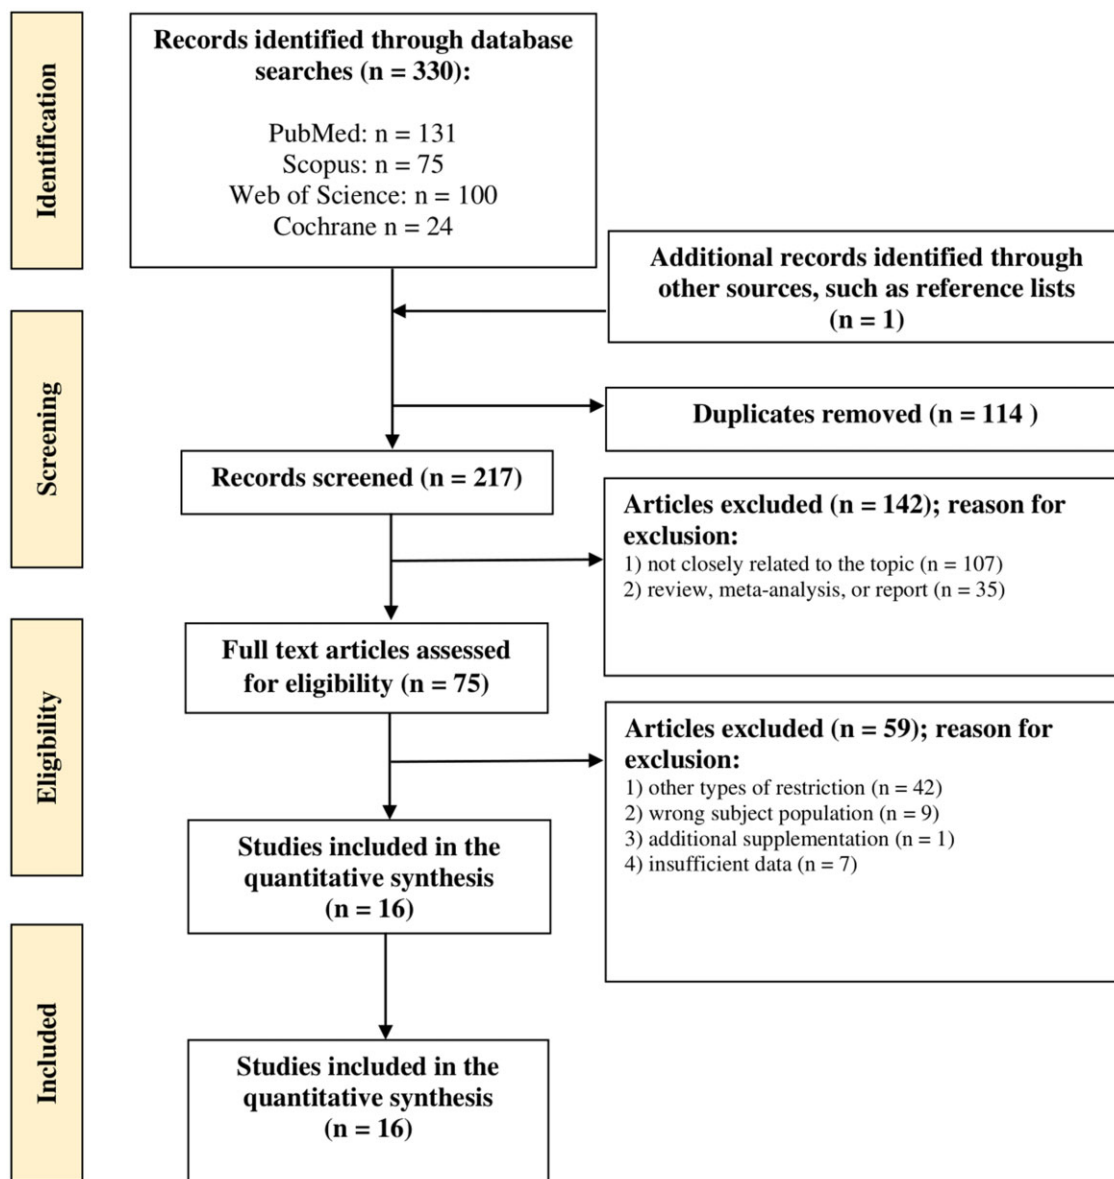 Identification
Records identified through database
searches (n = 330):
PubMed: n = 131
Scopus: n = 75
Web of Science: n = 100
Cochrane n = 24
Additional records identified through
other sources, such as reference lists
(n = 1)
Screening
Duplicates removed (n = 114 )
Records screened (n = 217)
Articles excluded (n = 142); reason for
exclusion:
1) not closely related to the topic (n = 107)
2) review, meta-analysis, or report (n = 35)
Eligibility
Full text articles assessed
for eligibility (n = 75)
Articles excluded (n = 59); reason for
exclusion:
1) other types of restriction (n = 42)
2) wrong subject population (n = 9)
3) additional supplementation (n = 1)
4) insufficient data (n = 7)
Studies included in the
quantitative synthesis
(n = 16)
Included
Studies included in the
quantitative synthesis
(n = 16)